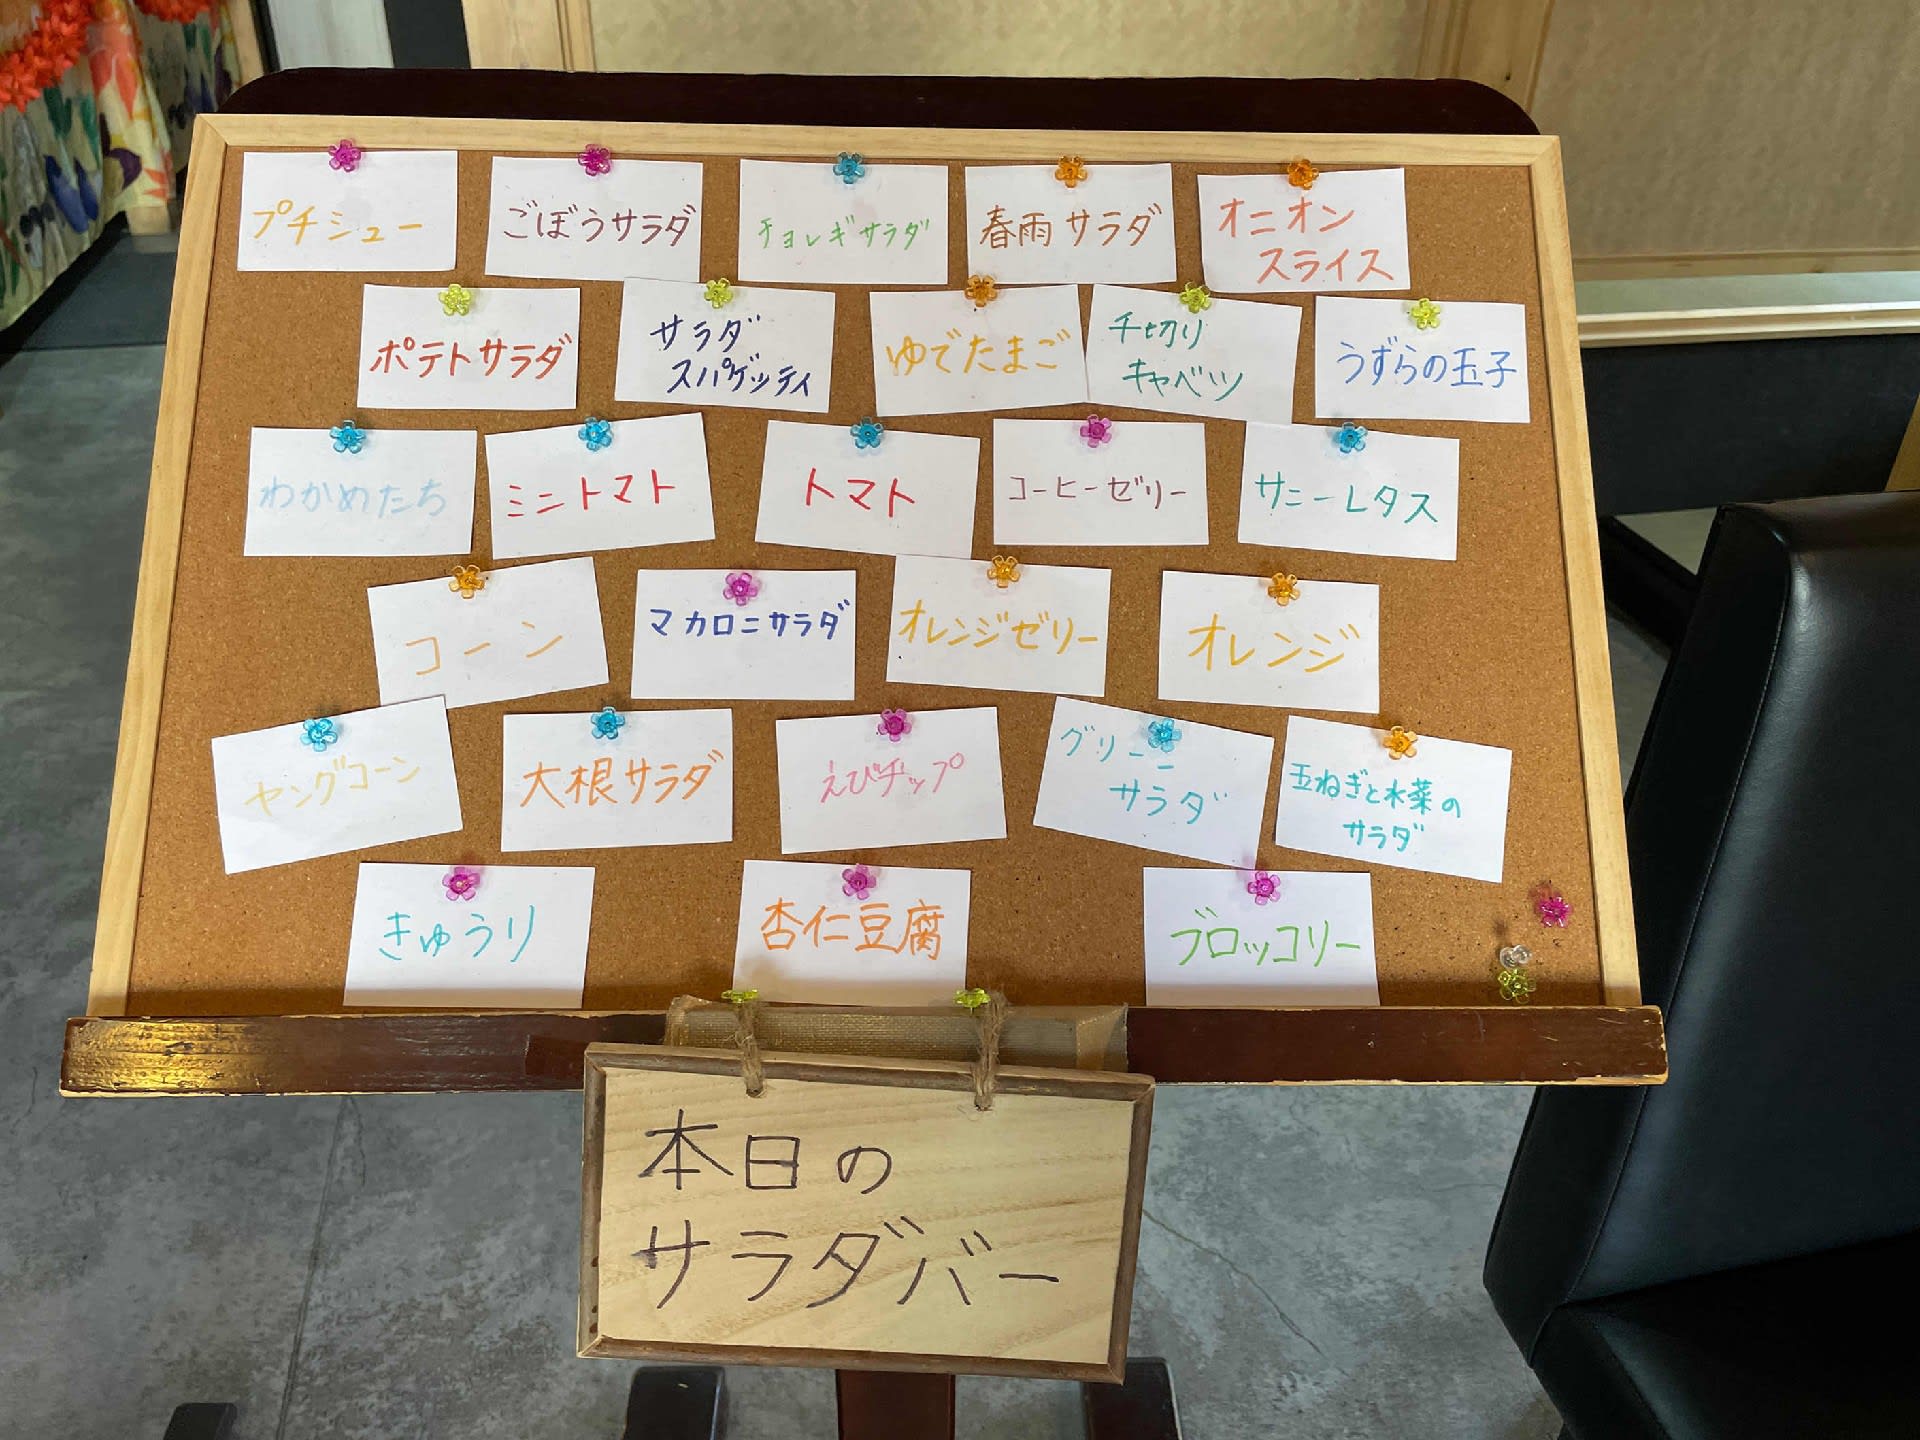 プチシュー
ごぼうサラダ
チョレギサラダ
春雨サラダ
オニオン
スライス
ポテトサラダ
サラダ
スパゲッティ
ゆでたまご
千切り
キャベツ
うずらの玉子
わかめたち
ミニトマト
トマト
コーヒーゼリー
サニーレタス
コーン
マカロニサラダ
オレンジゼリー
オレンジ
ヤングコーン
大根サラダ
えびチップ
グリーン
サラダ
玉ねぎと水菜の
サラダ
きゅうり
杏仁豆腐
ブロッコリー
本日の
サラダバー